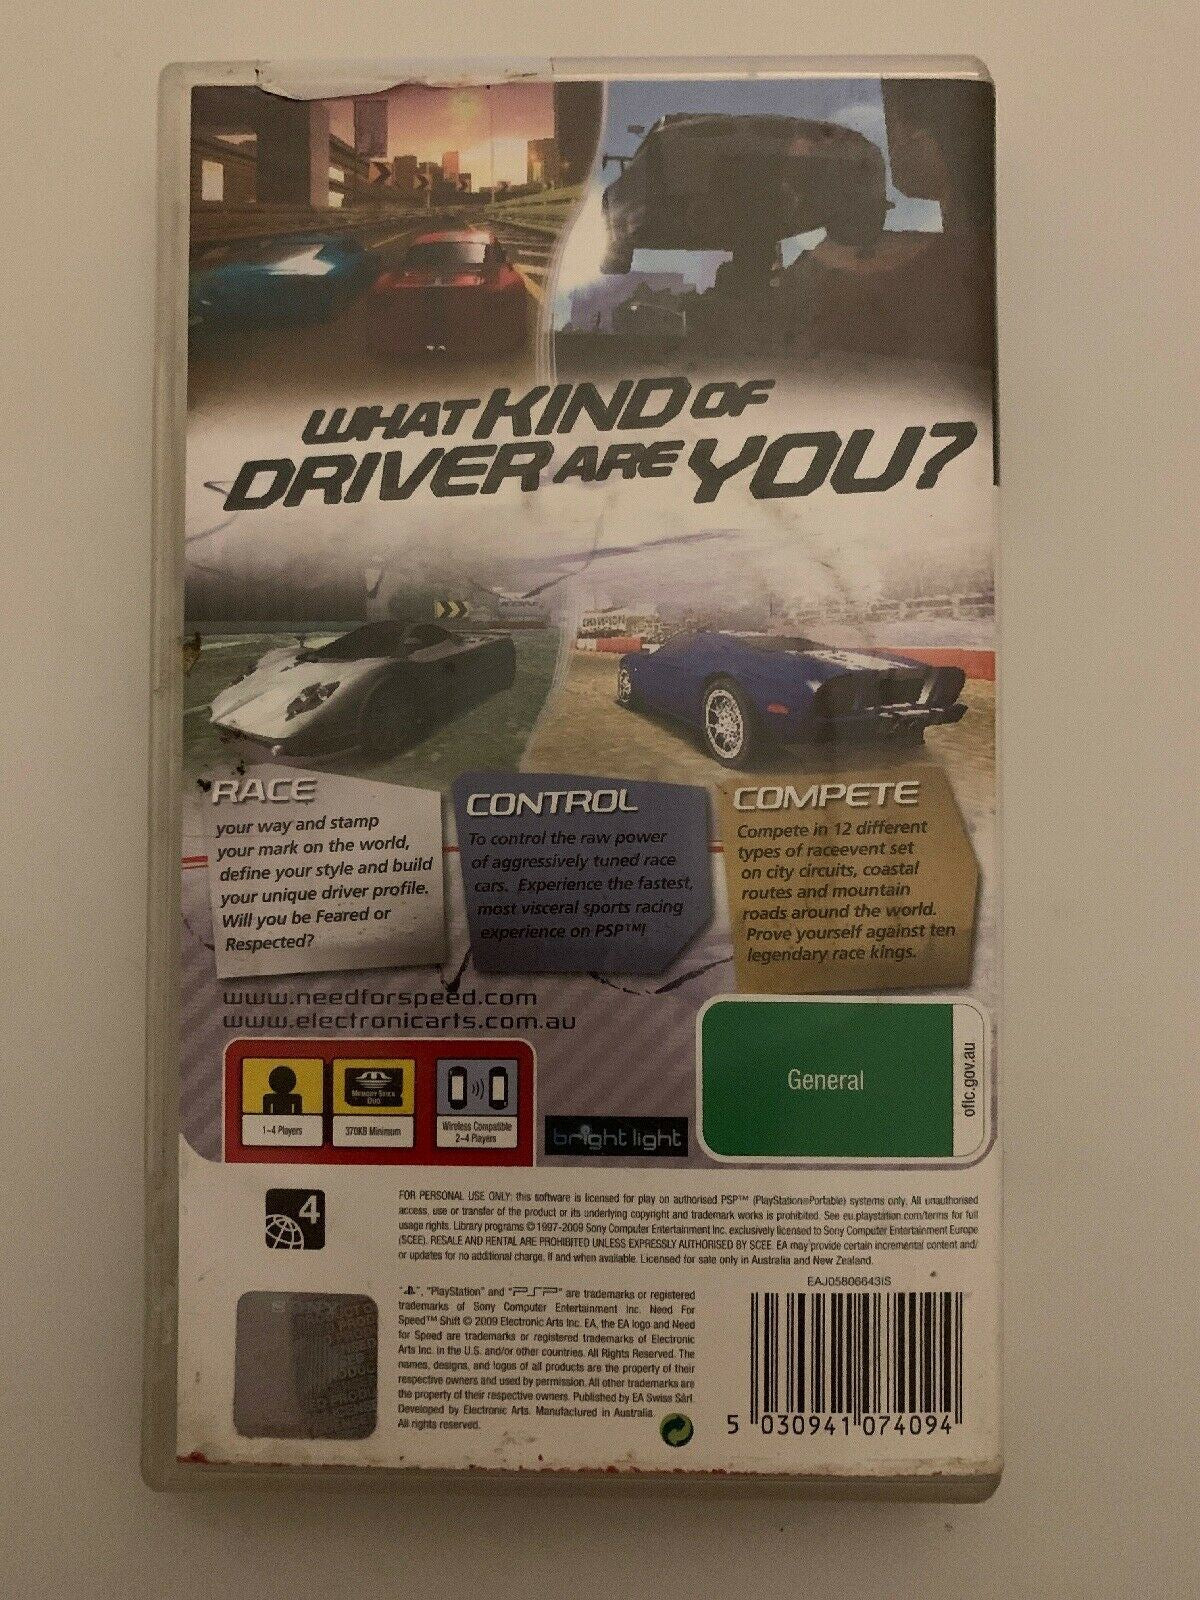 WHAT KIND OF
DRIVER ARE YOU?
RACE
your way and stamp
your mark on the world,
define your style and build
your unique driver profile.
Will you be Feared or
Respected?
CONTROL
To control the raw power
of aggressively tuned race
cars. Experience the fastest,
most visceral sports racing
experience on PSP™!
COMPETE
Compete in 12 different
types of raceevent set
on city circuits, coastal
routes and mountain
roads around the world.
Prove yourself against ten
legendary race kings.
www.needforspeed.com
www.electronicarts.com.au
1-4 Players
MEMORY STICK
DUO
370KB Minimum
Wireless Compatible
2-4 Players
bright light
General
oflc.gov.au
4
FOR PERSONAL USE ONLY: this software is licensed for play on authorised PSP™ (PlayStation®Portable) systems only. All unauthorised
access, use or transfer of the product or its underlying copyright and trademark works is prohibited. See eu.playstation.com/terms for full
usage rights. Library programs © 1997-2009 Sony Computer Entertainment Inc. exclusively licensed to Sony Computer Entertainment Europe
(SCEE). RESALE AND RENTAL ARE PROHIBITED UNLESS EXPRESSLY AUTHORISED BY SCEE. EA may provide certain incremental content and/
or updates for no additional charge, if and when available. Licensed for sale only in Australia and New Zealand.
"", "PlayStation" and "PSP" are trademarks or registered
trademarks of Sony Computer Entertainment Inc. Need For
Speed™ Shift © 2009 Electronic Arts Inc. EA, the EA logo and Need
for Speed are trademarks or registered trademarks of Electronic
Arts Inc. in the U.S. and/or other countries. All Rights Reserved. The
names, designs, and logos of all products are the property of their
respective owners and used by permission. All other trademarks are
the property of their respective owners. Published by EA Swiss Sàrl.
Developed by Electronic Arts. Manufactured in Australia.
All rights reserved.
EAJ05806643IS
5 030941 074094